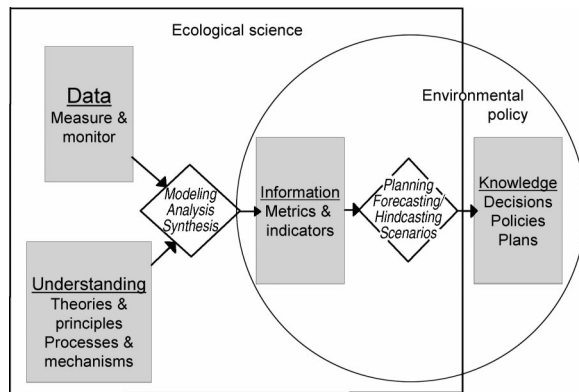 Ecological science
Environmental
policy
Data
Measure &
monitor
Modeling
Analysis
Synthesis
Information
Metrics &
indicators
Planning
Forecasting/
Hindcasting
Scenarios
Knowledge
Decisions
Policies
Plans
Understanding
Theories &
principles
Processes &
mechanisms